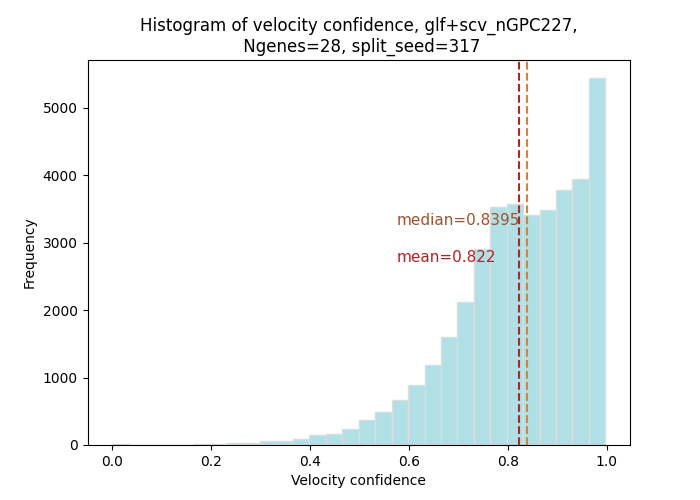 Histogram of velocity confidence, glf+scv_nGPC227,
Ngenes=28, split_seed=317
5000
4000
3000
2000
1000
0
Frequency
median=0.8395
mean=0.822
0.0 0.2 0.4 0.6 0.8 1.0
Velocity confidence